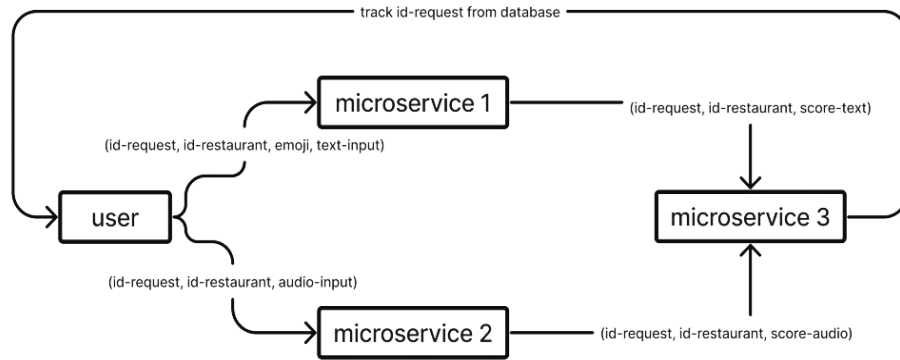 track id-request from database
microservice 1
(id-request, id-restaurant, score-text)
(id-request, id-restaurant, emoji, text-input)
user
microservice 3
(id-request, id-restaurant, audio-input)
microservice 2
(id-request, id-restaurant, score-audio)